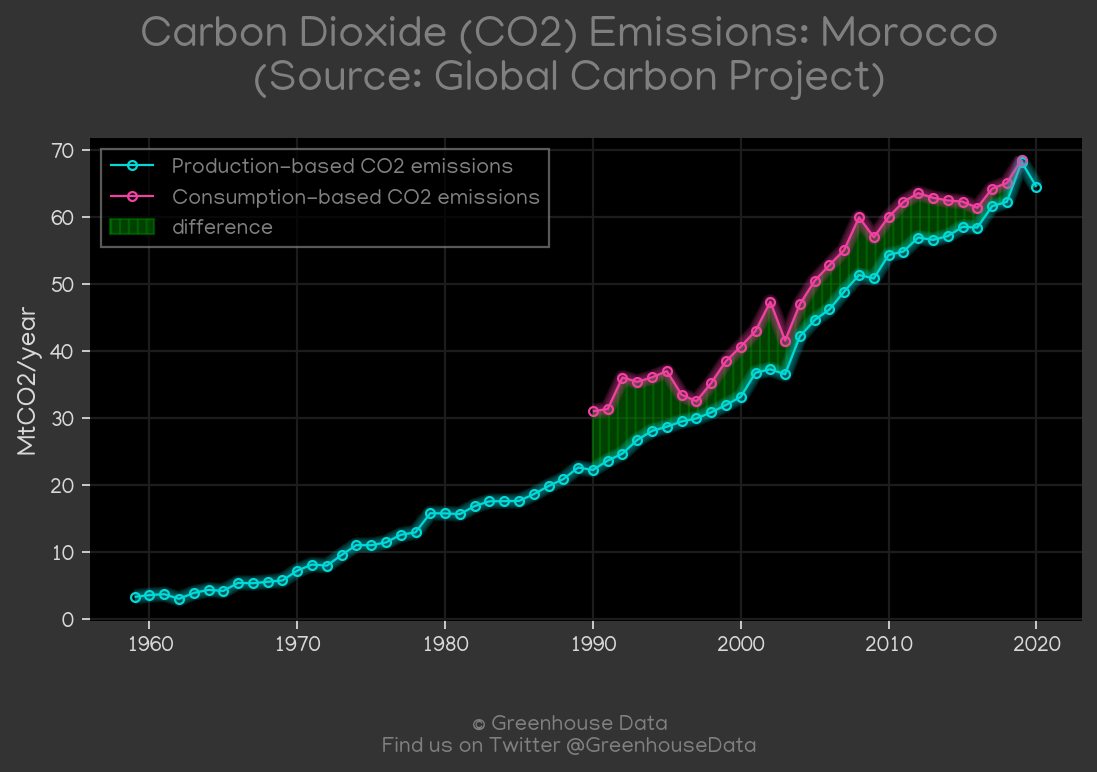 Carbon Dioxide (CO2) Emissions: Morocco
(Source: Global Carbon Project)
Production-based CO2 emissions
Consumption-based CO2 emissions
difference
MtCO2/year
70
60
50
40
30
20
10
0
1960 1970 1980 1990 2000 2010 2020
© Greenhouse Data
Find us on Twitter @GreenhouseData